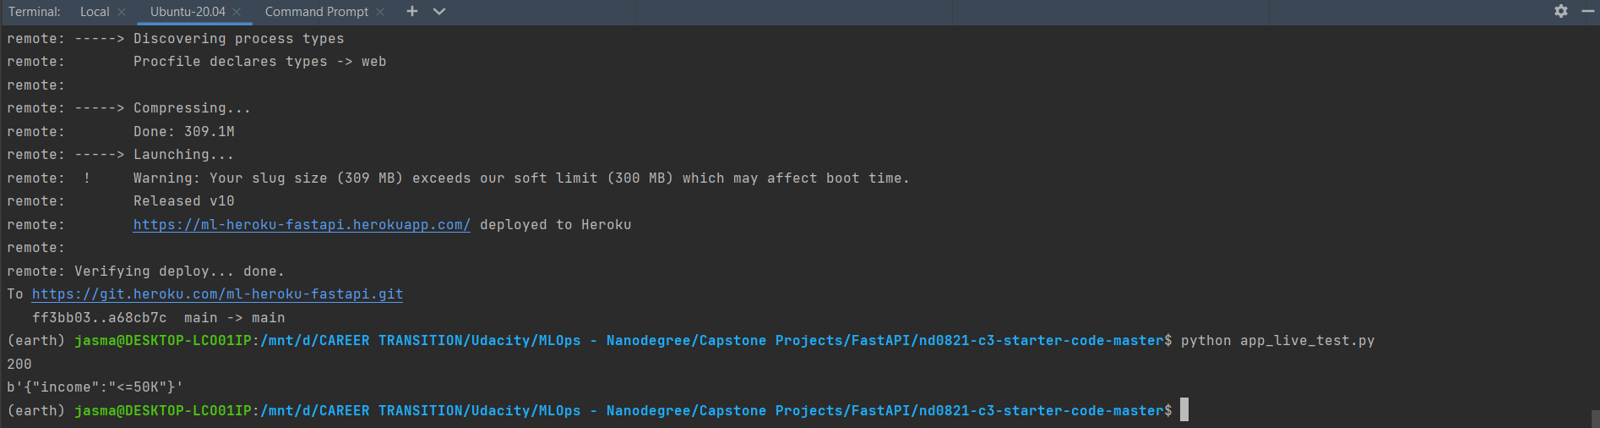 Terminal: Local × Ubuntu-20.04 × Command Prompt × +
remote: -----> Discovering process types
remote:        Procfile declares types -> web
remote:
remote: -----> Compressing...
remote:        Done: 309.1M
remote: -----> Launching...
remote:  !     Warning: Your slug size (309 MB) exceeds our soft limit (300 MB) which may affect boot time.
remote:        Released v10
remote:        https://ml-heroku-fastapi.herokuapp.com/ deployed to Heroku
remote:
remote: Verifying deploy... done.
To https://git.heroku.com/ml-heroku-fastapi.git
   ff3bb03..a68cb7c  main -> main
(earth) jasma@DESKTOP-LCO01IP:/mnt/d/CAREER TRANSITION/Udacity/MLOps - Nanodegree/Capstone Projects/FastAPI/nd0821-c3-starter-code-master$ python app_live_test.py
200
b'{"income":"<=50K"}'
(earth) jasma@DESKTOP-LCO01IP:/mnt/d/CAREER TRANSITION/Udacity/MLOps - Nanodegree/Capstone Projects/FastAPI/nd0821-c3-starter-code-master$